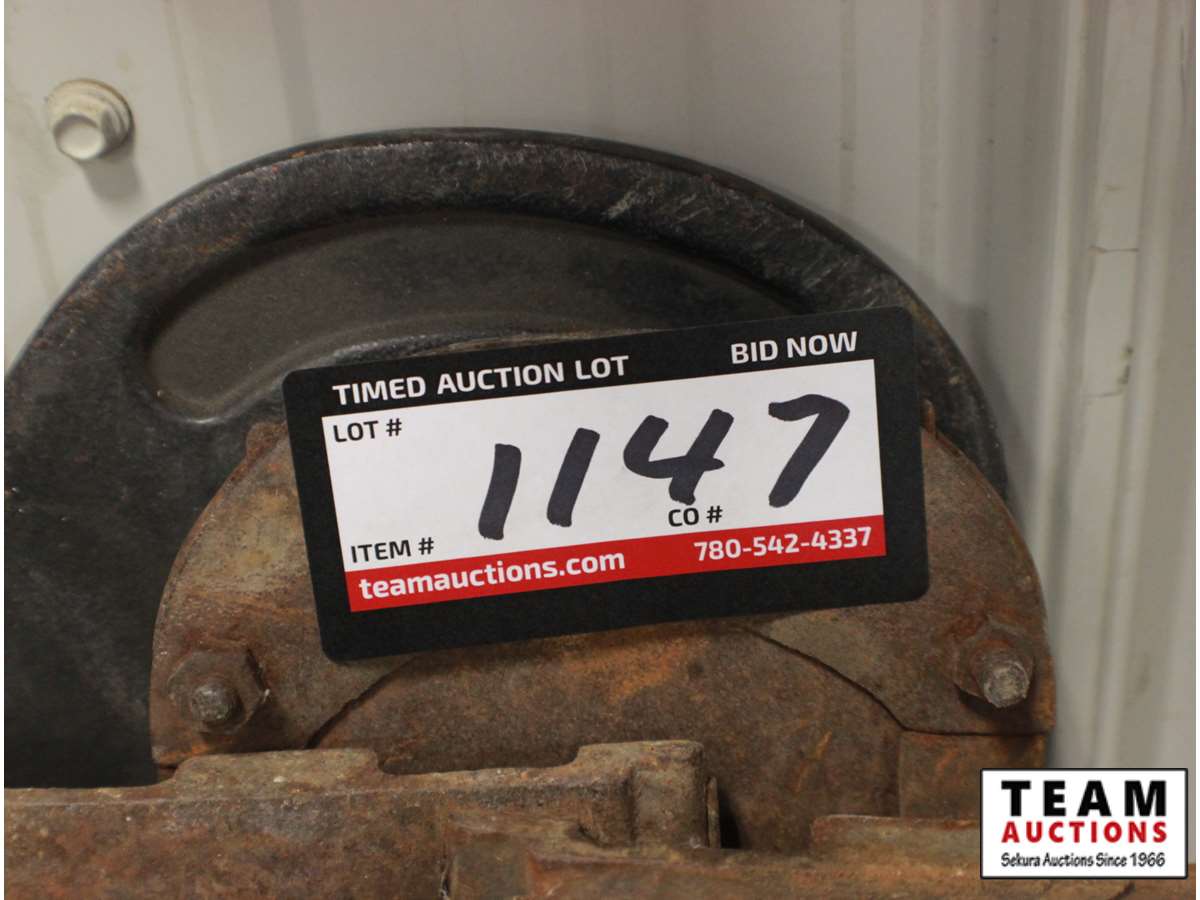 TIMED AUCTION LOT BID NOW
LOT #
1147
ITEM # CO #
teamauctions.com 780-542-4337
TEAM
AUCTIONS
Sekura Auctions Since 1966